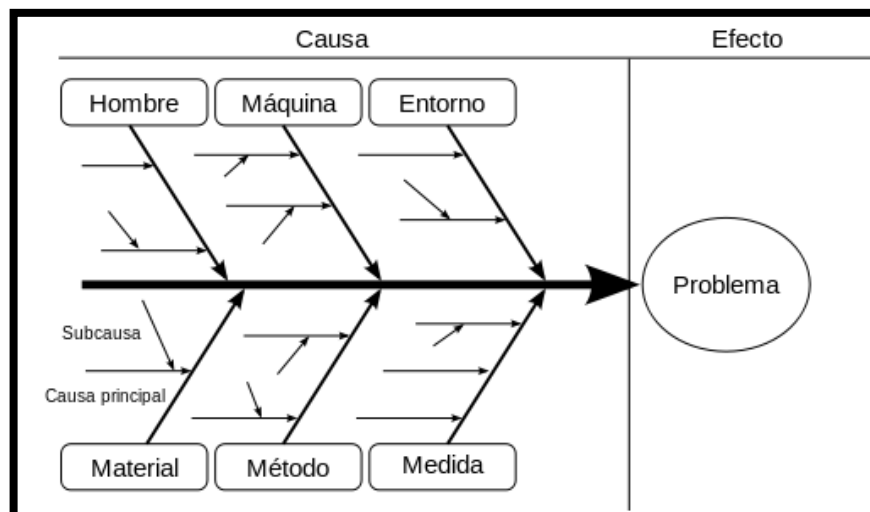 Causa
Efecto
Hombre
Máquina
Entorno
Problema
Subcausa
Causa principal
Material
Método
Medida